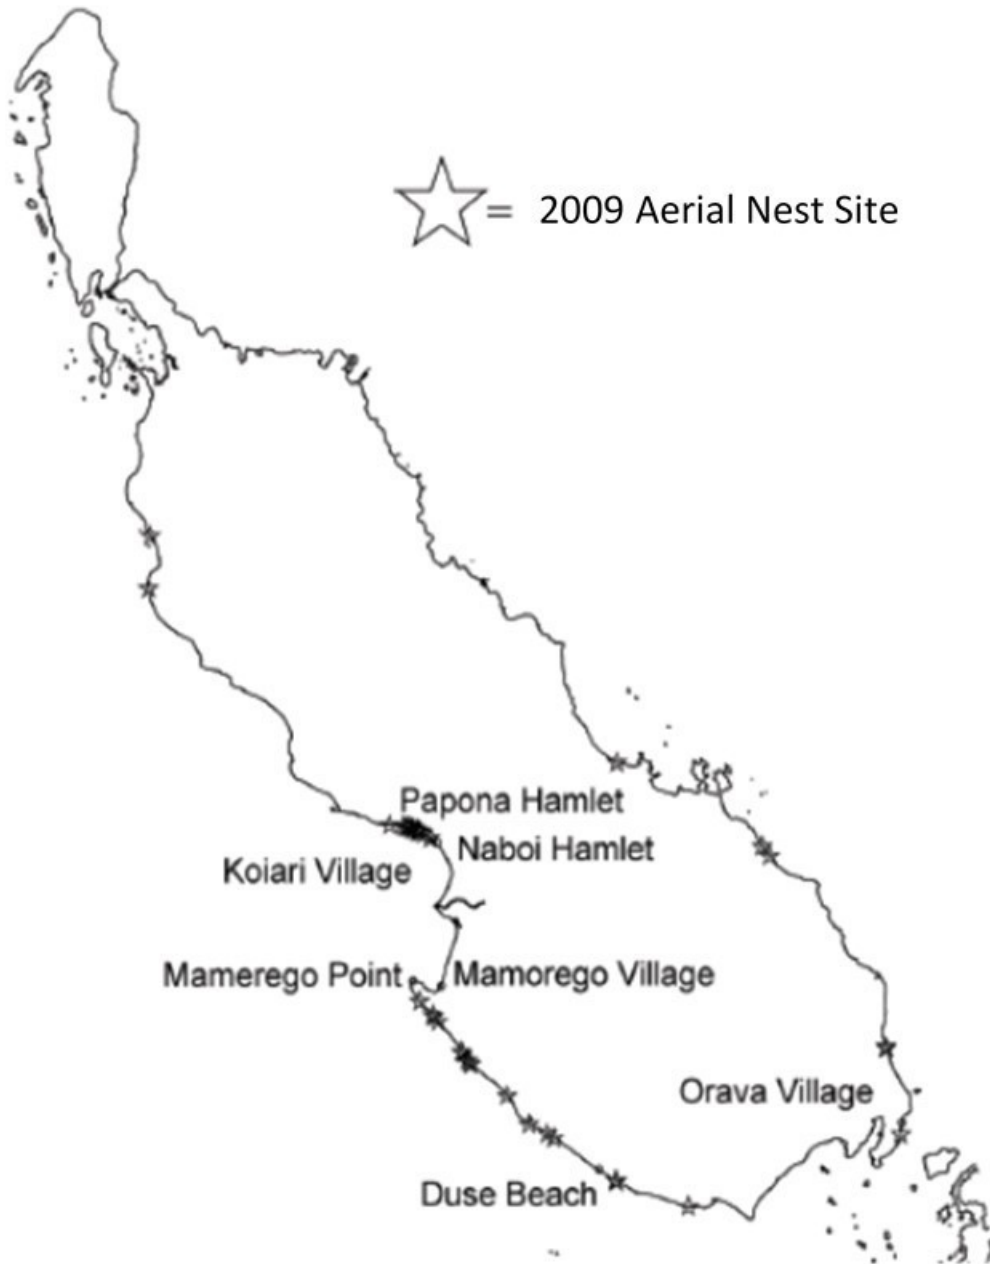 = 2009 Aerial Nest Site
Papona Hamlet
Naboi Hamlet
Koiari Village
Mamerego Point
Mamorego Village
Orava Village
Duse Beach